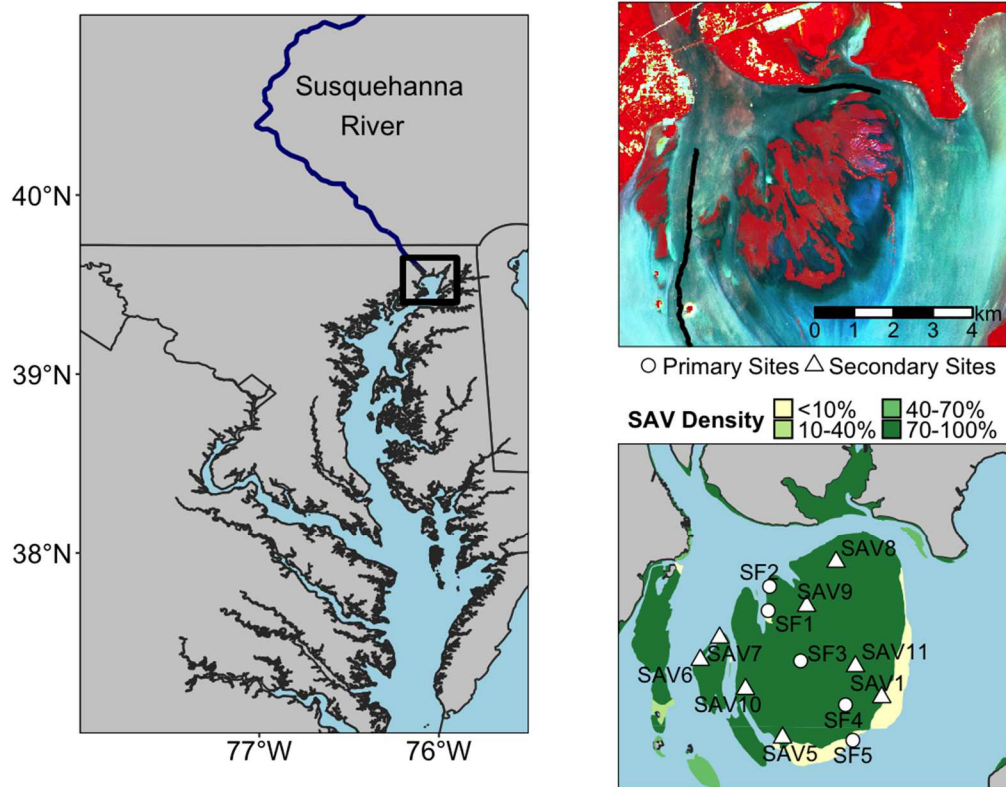 Susquehanna
River
40°N
39°N
38°N
77°W
76°W
0 1 2 3 4
km
Primary Sites Secondary Sites
SAV Density
<10%
40-70%
10-40%
70-100%
SAV8
SF2
SAV9
SF1
SAV7
SF3
SAV11
SAV6
SAV1
SAV10
SF4
SAV5
SF5